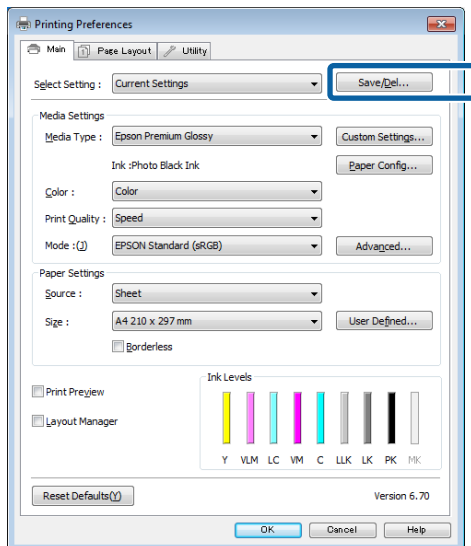 Printing Preferences
Main Page Layout Utility
Select Setting : Current Settings Save/Del...
Media Settings
Media Type : Epson Premium Glossy Custom Settings...
Ink :Photo Black Ink Paper Config...
Color : Color
Print Quality : Speed
Mode :(J) EPSON Standard (sRGB) Advanced...
Paper Settings
Source : Sheet
Size : A4 210 x 297 mm User Defined...
Borderless
Ink Levels
Print Preview
Layout Manager
Y VLM LC VM C LLK LK PK MK
Reset Defaults(Y) Version 6.70
OK Cancel Help